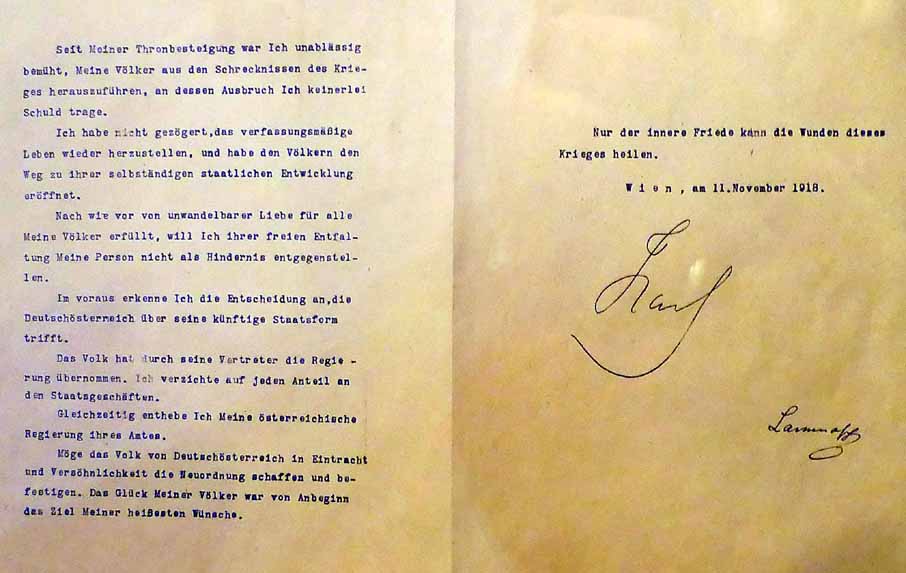 Seit Meiner Thronbesteigung war Ich unablässig
bemüht, Meine Völker aus den Schrecknissen des Krie-
ges herauszuführen, an dessen Ausbruch Ich keinerlei
Schuld trage.
Ich habe nicht gezögert,das verfassungsmäßige
Leben wieder herzustellen, und habe den Völkern den
Weg zu ihrer selbständigen staatlichen Entwicklung
eröffnet.
Nach wie vor von unwandelbarer Liebe für alle
Meine Völker erfüllt, will Ich ihrer freien Entfal-
tung Meine Person nicht als Hindernis entgegenstel-
len.
Im voraus erkenne Ich die Entscheidung an,die
Deutschösterreich über seine künftige Staatsform
trifft.
Das Volk hat durch seine Vertreter die Regie -
rung übernommen. Ich verzichte auf jeden Anteil an
den Staatsgeschäften.
Gleichzeitig enthebe Ich Meine österreichische
Regierung ihres Amtes.
Möge das Volk von Deutschösterreich in Eintracht
und Versöhnlichkeit die Neuordnung schaffen und be-
festigen. Das Glück Meiner Völker war von Anbeginn
das Ziel Meiner heißesten Wünsche.
Nur der innere Friede kann die Wunden dieses
Krieges heilen.
W i e n , am 11.November 1918.
Karl
Lammasch